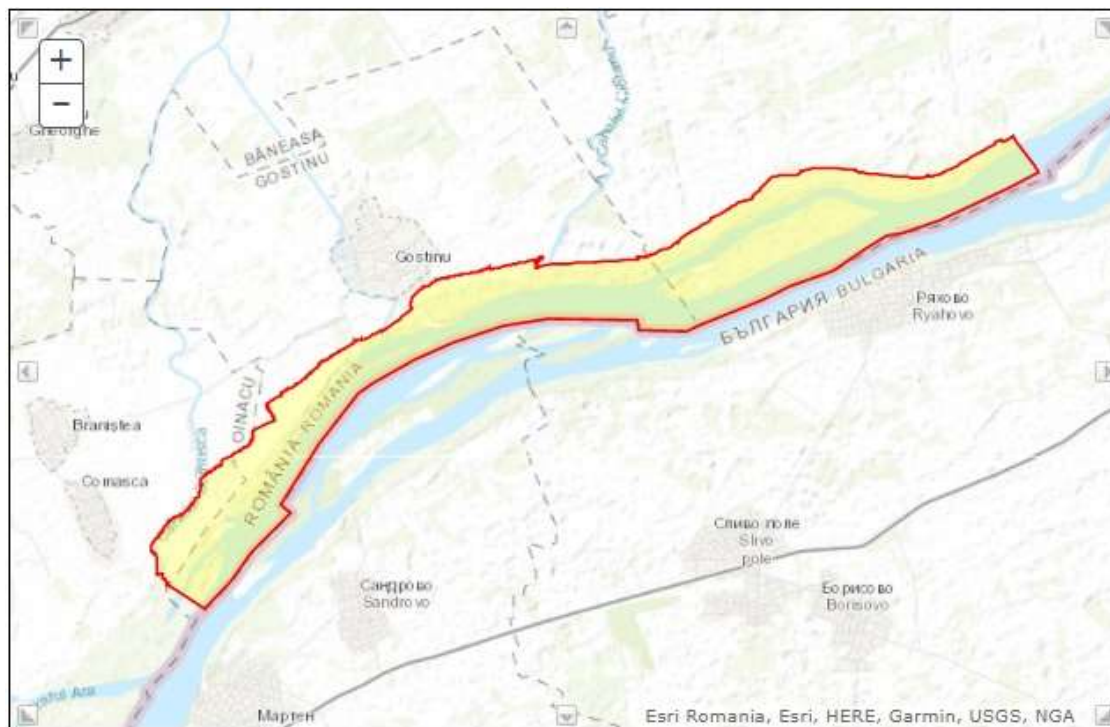 +
−
Gheorghe
BĂNEASA
GOSTINU
Gostinu
БЪЛГАРИЯ BULGARIA
Ряхово
Ryahovo
OINACU
ROMÂNIA ROMANIA
Braniștea
Comasca
Сливо поле
Slivo
pole
Сандрово
Sandrovo
Борисово
Borisovo
Мартен
Esri Romania, Esri, HERE, Garmin, USGS, NGA